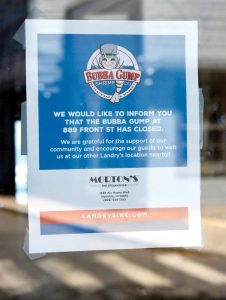 BUBBA GUMP
SHRIMP CO.
WE WOULD LIKE TO INFORM YOU
THAT THE BUBBA GUMP AT
889 FRONT ST HAS CLOSED.
We are grateful for the support of our
community and encourage our guests to visit
us at our other Landry's location nearby!
MORTON'S
THE STEAKHOUSE
LANDRYSINC.COM